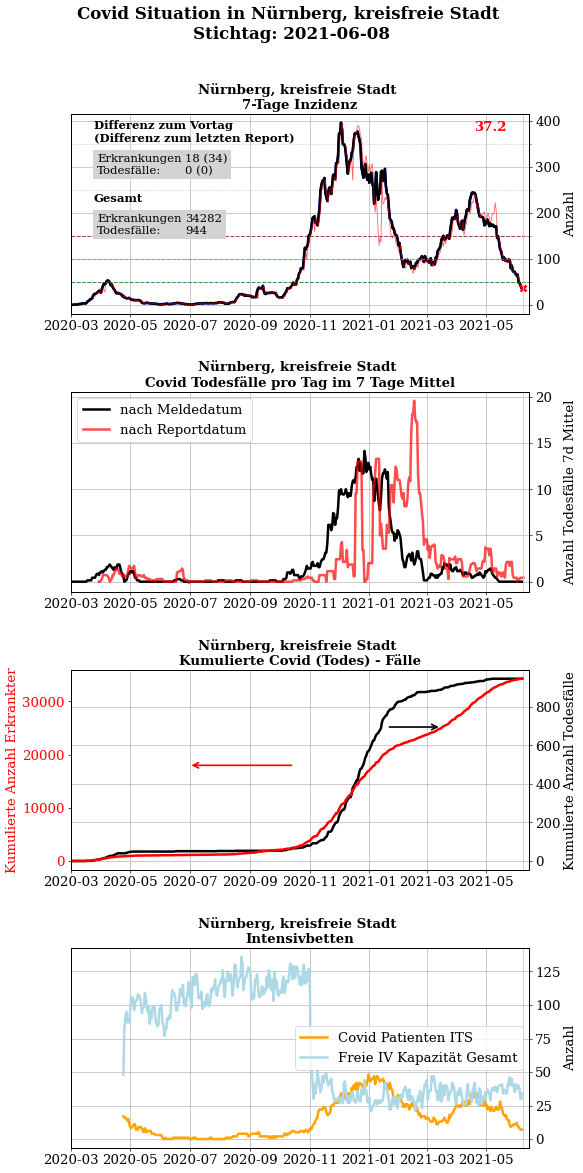 Covid Situation in Nürnberg, kreisfreie Stadt
Stichtag: 2021-06-08
Nürnberg, kreisfreie Stadt
7-Tage Inzidenz
Differenz zum Vortag
(Differenz zum letzten Report)
Erkrankungen 18 (34)
Todesfälle: 0 (0)
Gesamt
Erkrankungen 34282
Todesfälle: 944
37.2
400
300
200
100
0
Anzahl
2020-03 2020-05 2020-07 2020-09 2020-11 2021-01 2021-03 2021-05
Nürnberg, kreisfreie Stadt
Covid Todesfälle pro Tag im 7 Tage Mittel
nach Meldedatum
nach Reportdatum
20
15
10
5
0
Anzahl Todesfälle 7d Mittel
2020-03 2020-05 2020-07 2020-09 2020-11 2021-01 2021-03 2021-05
Nürnberg, kreisfreie Stadt
Kumulierte Covid (Todes) - Fälle
Kumulierte Anzahl Erkrankter
30000
20000
10000
0
800
600
400
200
0
Kumulierte Anzahl Todesfälle
2020-03 2020-05 2020-07 2020-09 2020-11 2021-01 2021-03 2021-05
Nürnberg, kreisfreie Stadt
Intensivbetten
Covid Patienten ITS
Freie IV Kapazität Gesamt
125
100
75
50
25
0
Anzahl
2020-03 2020-05 2020-07 2020-09 2020-11 2021-01 2021-03 2021-05